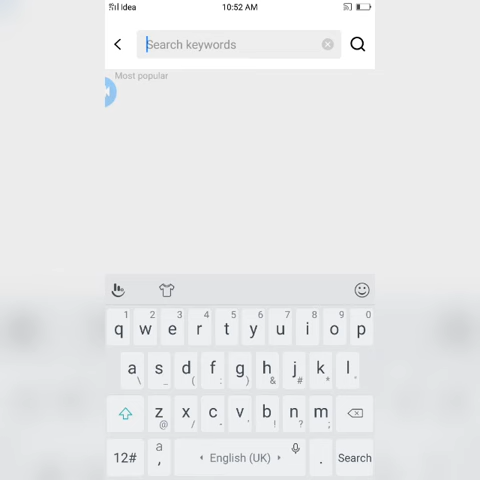 Idea 10:52 AM
Search keywords
Most popular
1 2 3 4 5 6 7 8 9 0
q w e r t y u i o p
a s d f g h j k l
\ _ ( : ) & # *
z x c v b n m
@ / - ' ! ? ;
12# a , English (UK) . Search